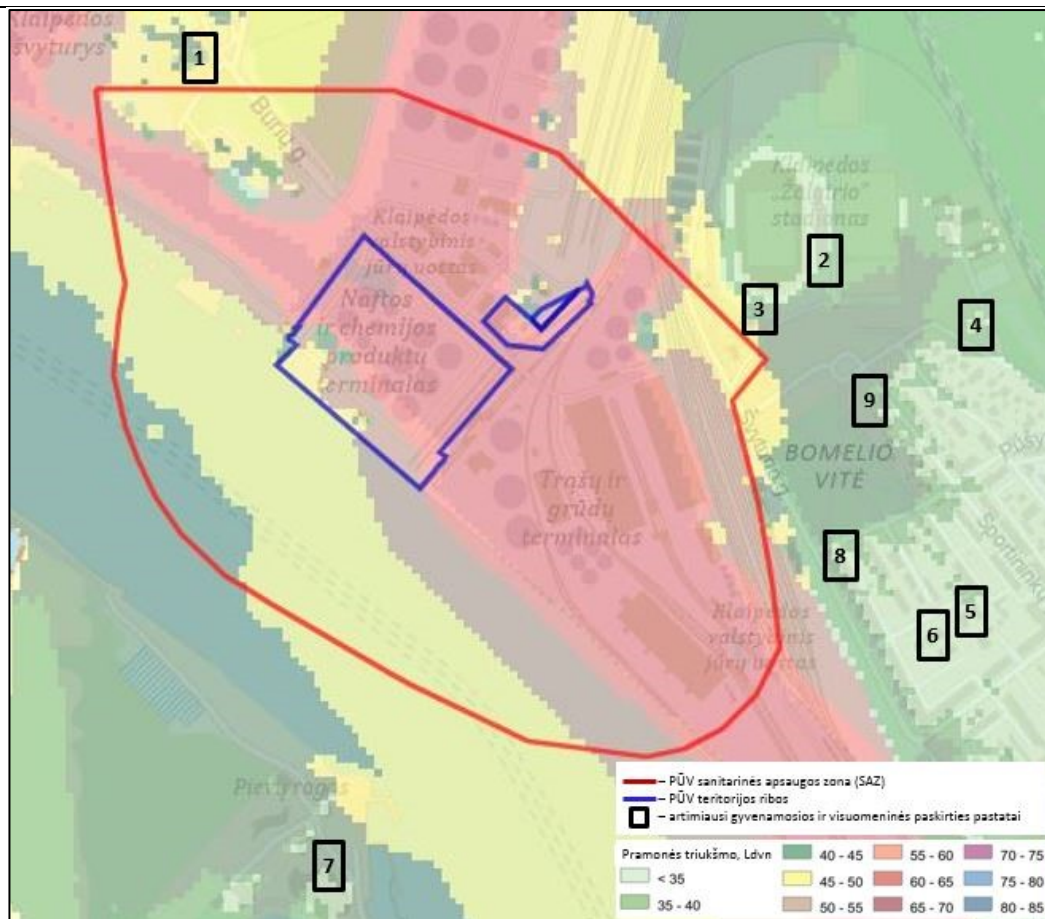 Klaipėdos
švyturys
1
Burių g.
Klaipėdos
"Žalgirio"
stadionas
Klaipėdos
valstybinis
jūrų uostas
2
Naftos
ir chemijos
produktų
terminalas
3
4
9
BOMELIO
VITĖ
Trąšų ir
grūdų
terminalas
8
Sportininkų
5
6
Klaipėdos
valstybinis
jūrų uostas
Pievyragas
7
– PŪV sanitarinės apsaugos zona (SAZ)
– PŪV teritorijos ribos
– artimiausi gyvenamosios ir visuomeninės paskirties pastatai
Pramonės triukšmo, Ldvn
40 - 45 55 - 60 70 - 75
< 35 45 - 50 60 - 65 75 - 80
35 - 40 50 - 55 65 - 70 80 - 85